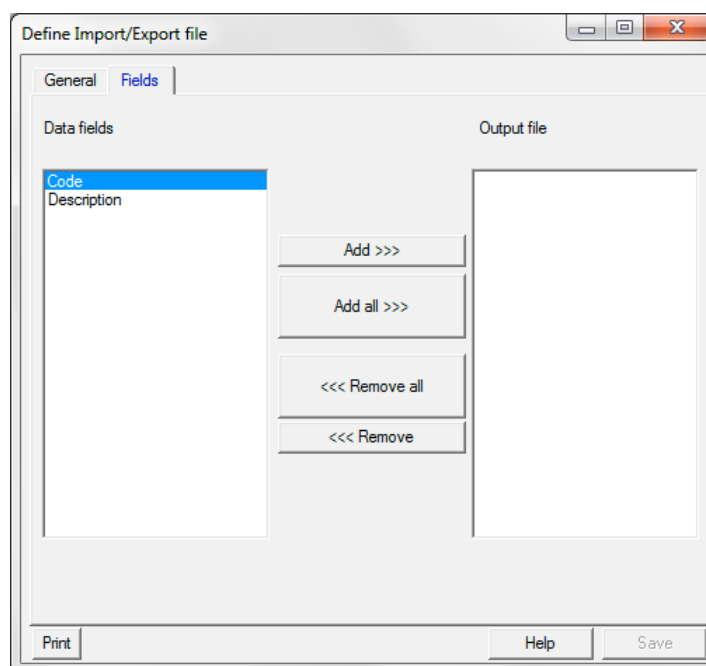 Define Import/Export file
General Fields
Data fields Output file
Code
Description
Add >>>
Add all >>>
<<< Remove all
<<< Remove
Print Help Save